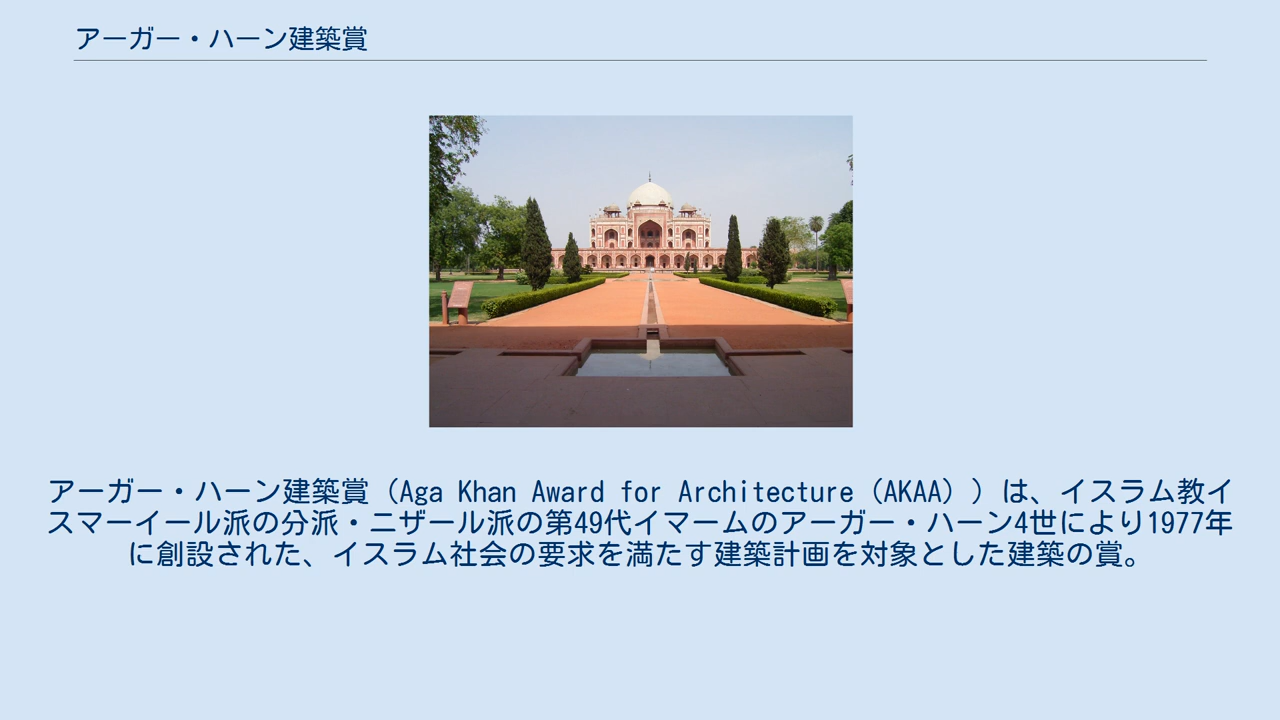 アーガー・ハーン建築賞
アーガー・ハーン建築賞（Aga Khan Award for Architecture（AKAA））は、イスラム教イ
スマーイール派の分派・ニザール派の第49代イマームのアーガー・ハーン4世により1977年
に創設された、イスラム社会の要求を満たす建築計画を対象とした建築の賞。